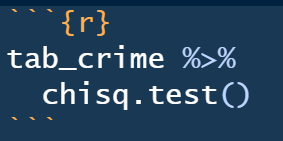 ```{r}
tab_crime %>%
  chisq.test()
```